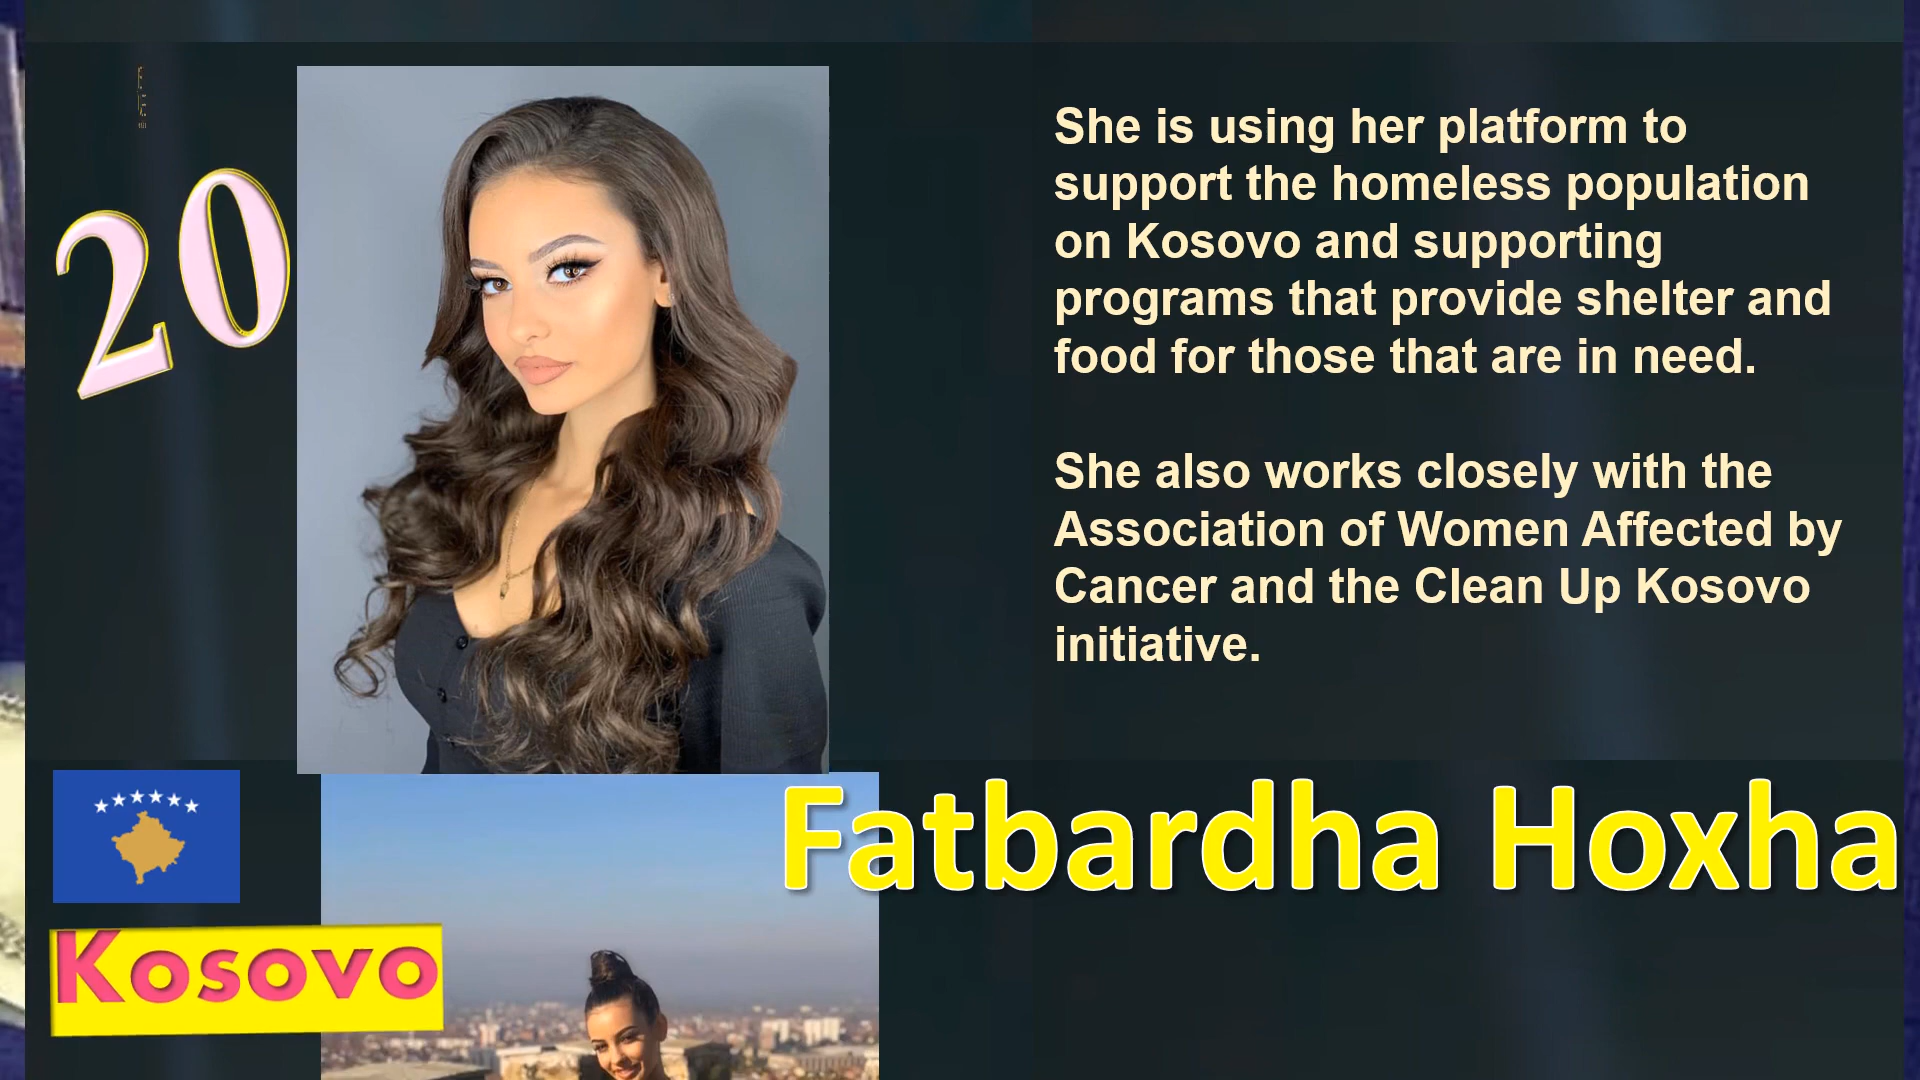 20
She is using her platform to
support the homeless population
on Kosovo and supporting
programs that provide shelter and
food for those that are in need.
She also works closely with the
Association of Women Affected by
Cancer and the Clean Up Kosovo
initiative.
Fatbardha Hoxha
Kosovo